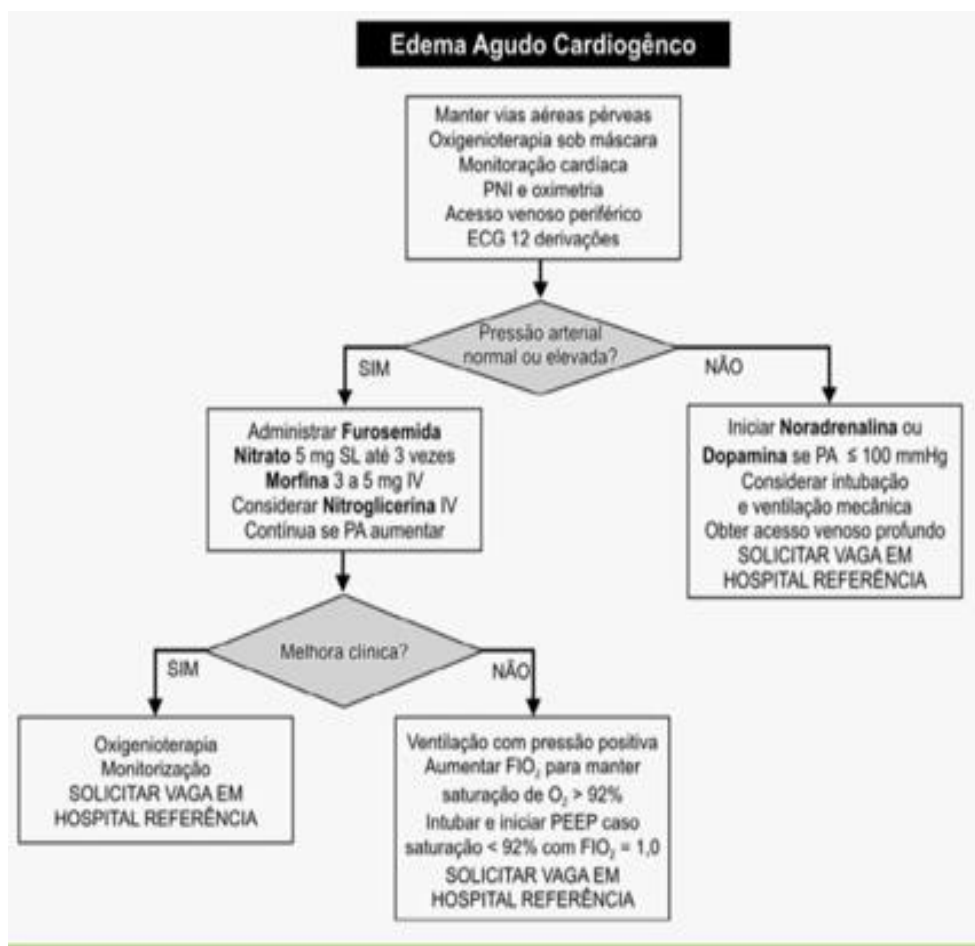 Edema Agudo Cardiogênco
Manter vias aéreas pérveas
Oxigenioterapia sob máscara
Monitoração cardíaca
PNI e oximetria
Acesso venoso periférico
ECG 12 derivações
Pressão arterial
normal ou elevada?
SIM
NÃO
Administrar Furosemida
Nitrato 5 mg SL até 3 vezes
Morfina 3 a 5 mg IV
Considerar Nitroglicerina IV
Contínua se PA aumentar
Iniciar Noradrenalina ou
Dopamina se PA ≤ 100 mmHg
Considerar intubação
e ventilação mecânica
Obter acesso venoso profundo
SOLICITAR VAGA EM
HOSPITAL REFERÊNCIA
Melhora clínica?
SIM
NÃO
Oxigenioterapia
Monitorização
SOLICITAR VAGA EM
HOSPITAL REFERÊNCIA
Ventilação com pressão positiva
Aumentar FIO₂ para manter
saturação de O₂ > 92%
Intubar e iniciar PEEP caso
saturação < 92% com FIO₂ = 1,0
SOLICITAR VAGA EM
HOSPITAL REFERÊNCIA